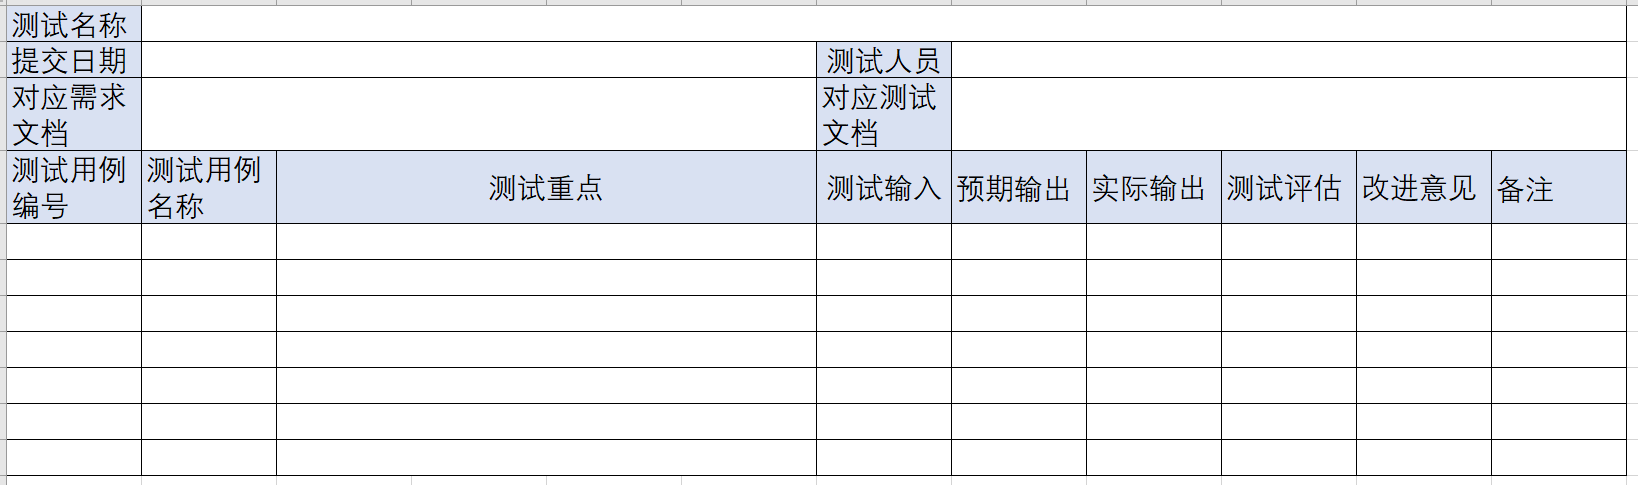 测试名称
提交日期
测试人员
对应需求
文档
对应测试
文档
测试用例
编号
测试用例
名称
测试重点
测试输入
预期输出
实际输出
测试评估
改进意见
备注